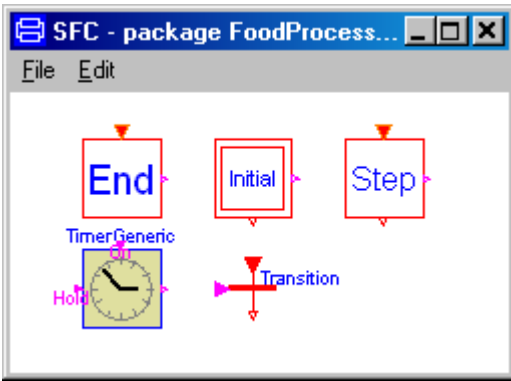 SFC - package FoodProcess...
File Edit
End Initial Step
TimerGeneric
On
Hold Transition